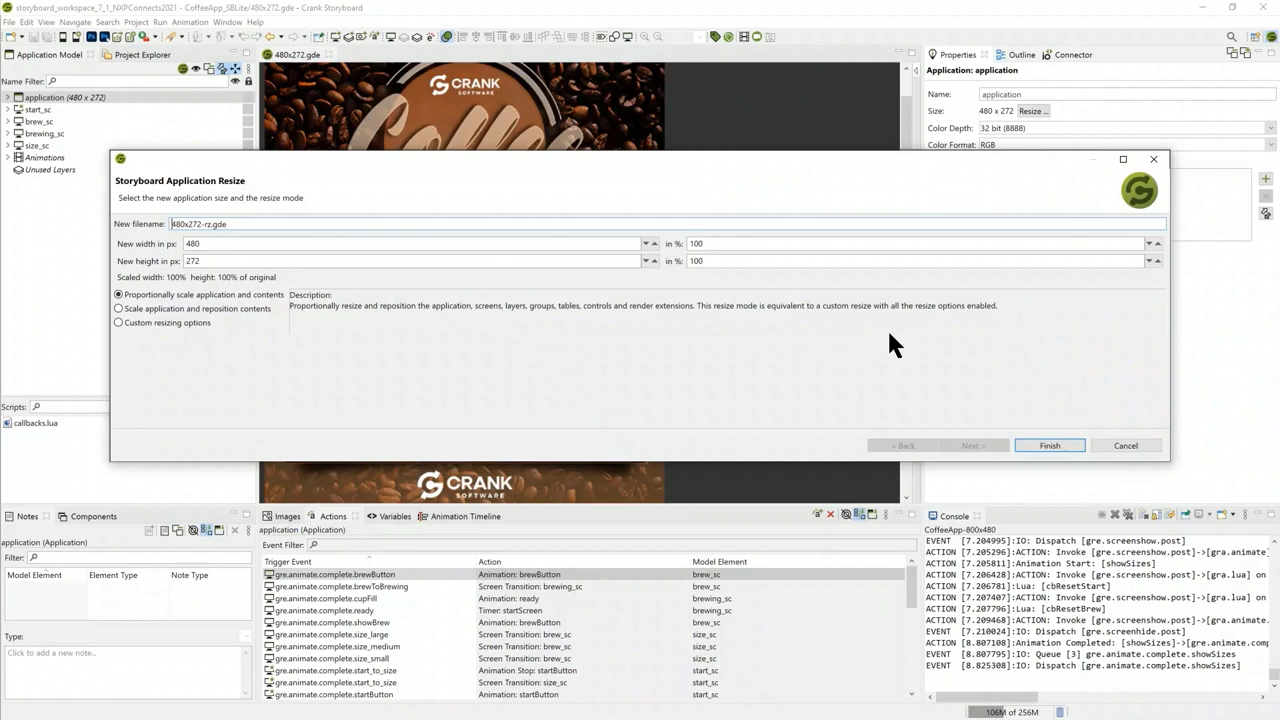 storyboard_workspace_7_1_NXPConnects2021 - CoffeeApp_SBLite/480x272.gde - Crank Storyboard
File Edit View Navigate Search Project Run Animation Window Help
Application Model
Project Explorer
Name Filter:
application (480 x 272)
start_sc
brew_sc
brewing_sc
size_sc
Animations
Unused Layers
Scripts:
callbacks.lua
480x272.gde
CRANK
SOFTWARE
Properties
Outline
Connector
Application: application
Name: application
Size: 480 x 272 Resize ...
Color Depth: 32 bit (8888)
Color Format: RGB
Storyboard Application Resize
Select the new application size and the resize mode
New filename: 480x272-rz.gde
New width in px: 480 in %: 100
New height in px: 272 in %: 100
Scaled width: 100% height: 100% of original
Proportionally scale application and contents
Scale application and reposition contents
Custom resizing options
Description:
Proportionally resize and reposition the application, screens, layers, groups, tables, controls and render extensions. This resize mode is equivalent to a custom resize with all the resize options enabled.
< Back Next > Finish Cancel
CRANK
SOFTWARE
Notes
Components
application (Application)
Filter:
Model Element Element Type Note Type
Type:
Click to add a new note...
Images
Actions
Variables
Animation Timeline
application (Application)
Event Filter:
Trigger Event Action Model Element
gre.animate.complete.brewButton Animation: brewButton brew_sc
gre.animate.complete.brewToBrewing Screen Transition: brewing_sc brew_sc
gre.animate.complete.cupFill Animation: ready brewing_sc
gre.animate.complete.ready Timer: startScreen brewing_sc
gre.animate.complete.showBrew Animation: brewButton brew_sc
gre.animate.complete.size_large Screen Transition: brew_sc size_sc
gre.animate.complete.size_medium Screen Transition: brew_sc size_sc
gre.animate.complete.size_small Screen Transition: brew_sc size_sc
gre.animate.complete.start_to_size Animation Stop: startButton start_sc
gre.animate.complete.start_to_size Screen Transition: size_sc start_sc
gre.animate.complete.startButton Animation: startButton start_sc
Console
CoffeeApp-800x480
EVENT [7.204995]:IO: Dispatch [gre.screenshow.post]
ACTION [7.205296]:ACTION: Invoke [gre.screenshow.post]->[gra.animate]
ACTION [7.205811]:Animation Start: [showSizes]
ACTION [7.206428]:ACTION: Invoke [gre.screenshow.post]->[gra.lua] on
ACTION [7.206781]:Lua: [cbResetBrew]
ACTION [7.207407]:ACTION: Invoke [gre.screenshow.post]->[gra.lua] on
ACTION [7.207796]:Lua: [cbResetBrew]
ACTION [7.209468]:ACTION: Invoke [gre.screenshow.post]->[gra.animate.
EVENT [7.210024]:IO: Dispatch [gre.screenhide.post]
ACTION [8.807108]:Animation Completed: [showSizes]->[gre.animate.com
EVENT [8.807795]:IO: Queue [3] gre.animate.complete.showSizes
EVENT [8.825308]:IO: Dispatch [gre.animate.complete.showSizes]
106M of 256M